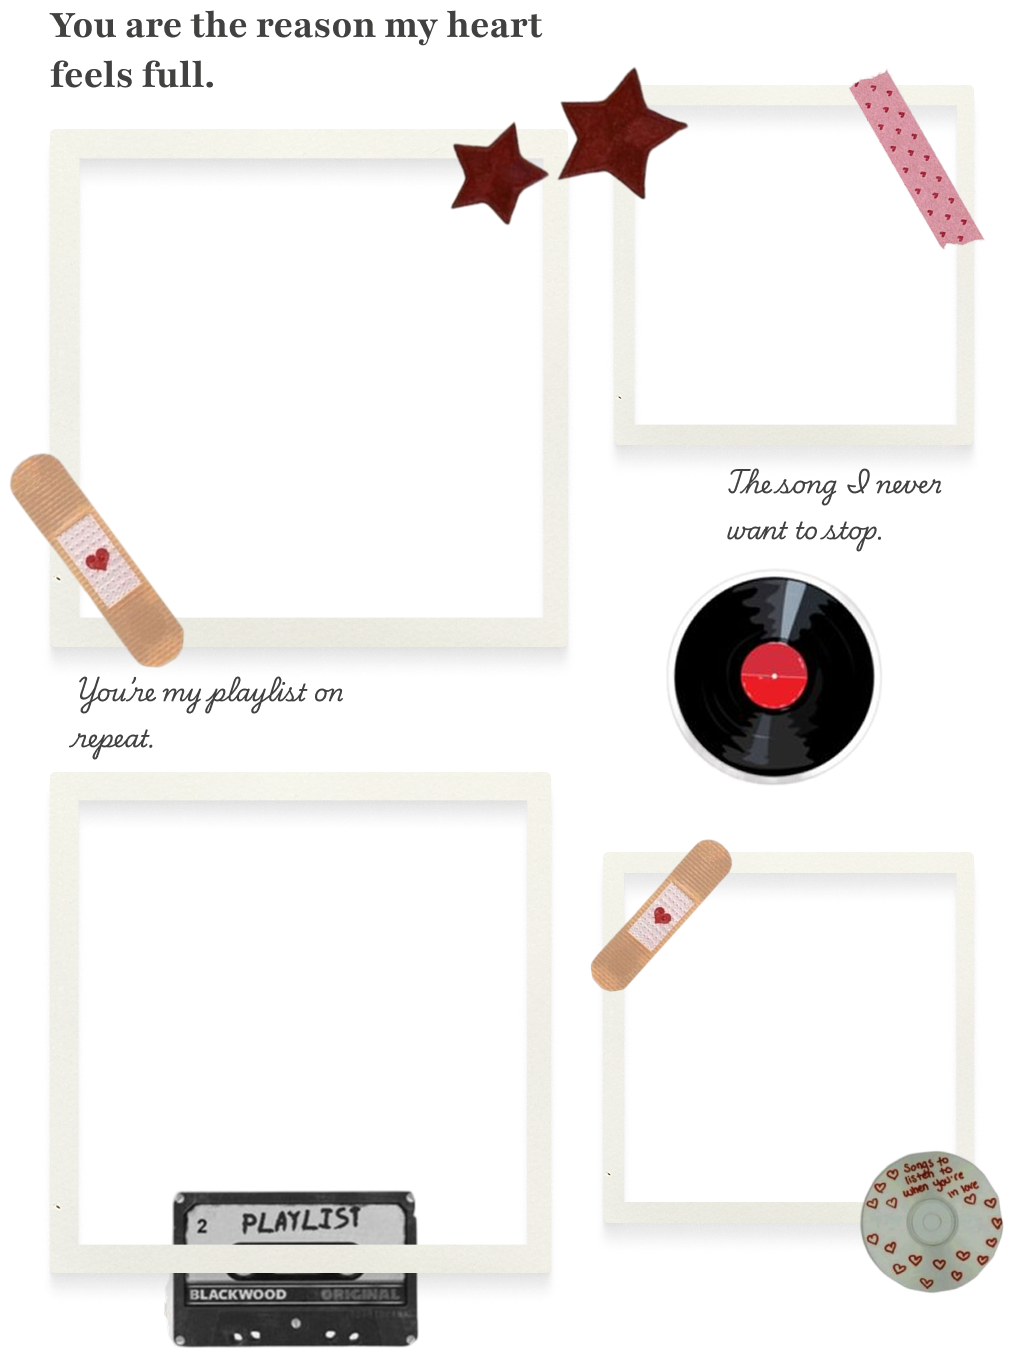 You are the reason my heart
feels full.
The song I never
want to stop.
You're my playlist on
repeat.
2 PLAYLIST
BLACKWOOD ORIGINAL
Songs to
listen to
when you're
in love